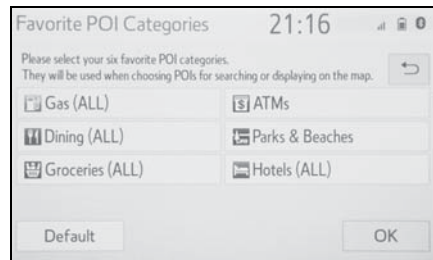 Favorite POI Categories 21:16 0
Please select your six favorite POI categories.
They will be used when choosing POIs for searching or displaying on the map.
Gas (ALL) $ ATMs
Dining (ALL) Parks & Beaches
Groceries (ALL) Hotels (ALL)
Default OK